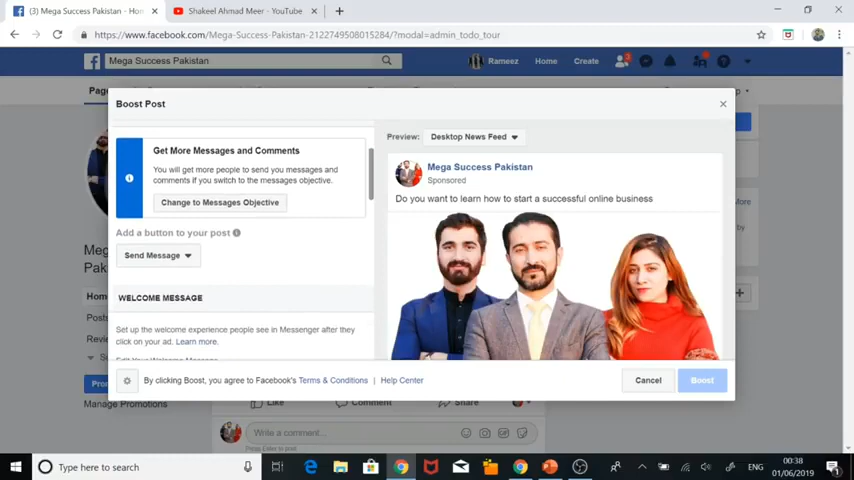 (3) Mega Success Pakistan - Hom
Shakeel Ahmad Meer - YouTube
https://www.facebook.com/Mega-Success-Pakistan-2122749508015284/?modal=admin_todo_tour
Mega Success Pakistan
Rameez
Home
Create
Boost Post
Get More Messages and Comments
You will get more people to send you messages and
comments if you switch to the messages objective.
Change to Messages Objective
Add a button to your post
Send Message
WELCOME MESSAGE
Set up the welcome experience people see in Messenger after they
click on your ad. Learn more.
Preview:
Desktop News Feed
Mega Success Pakistan
Sponsored
Do you want to learn how to start a successful online business
By clicking Boost, you agree to Facebook's Terms & Conditions | Help Center
Cancel
Boost
Manage Promotions
Like
Comment
Share
Write a comment...
Press Enter to post
Type here to search
ENG
00:38
01/06/2019